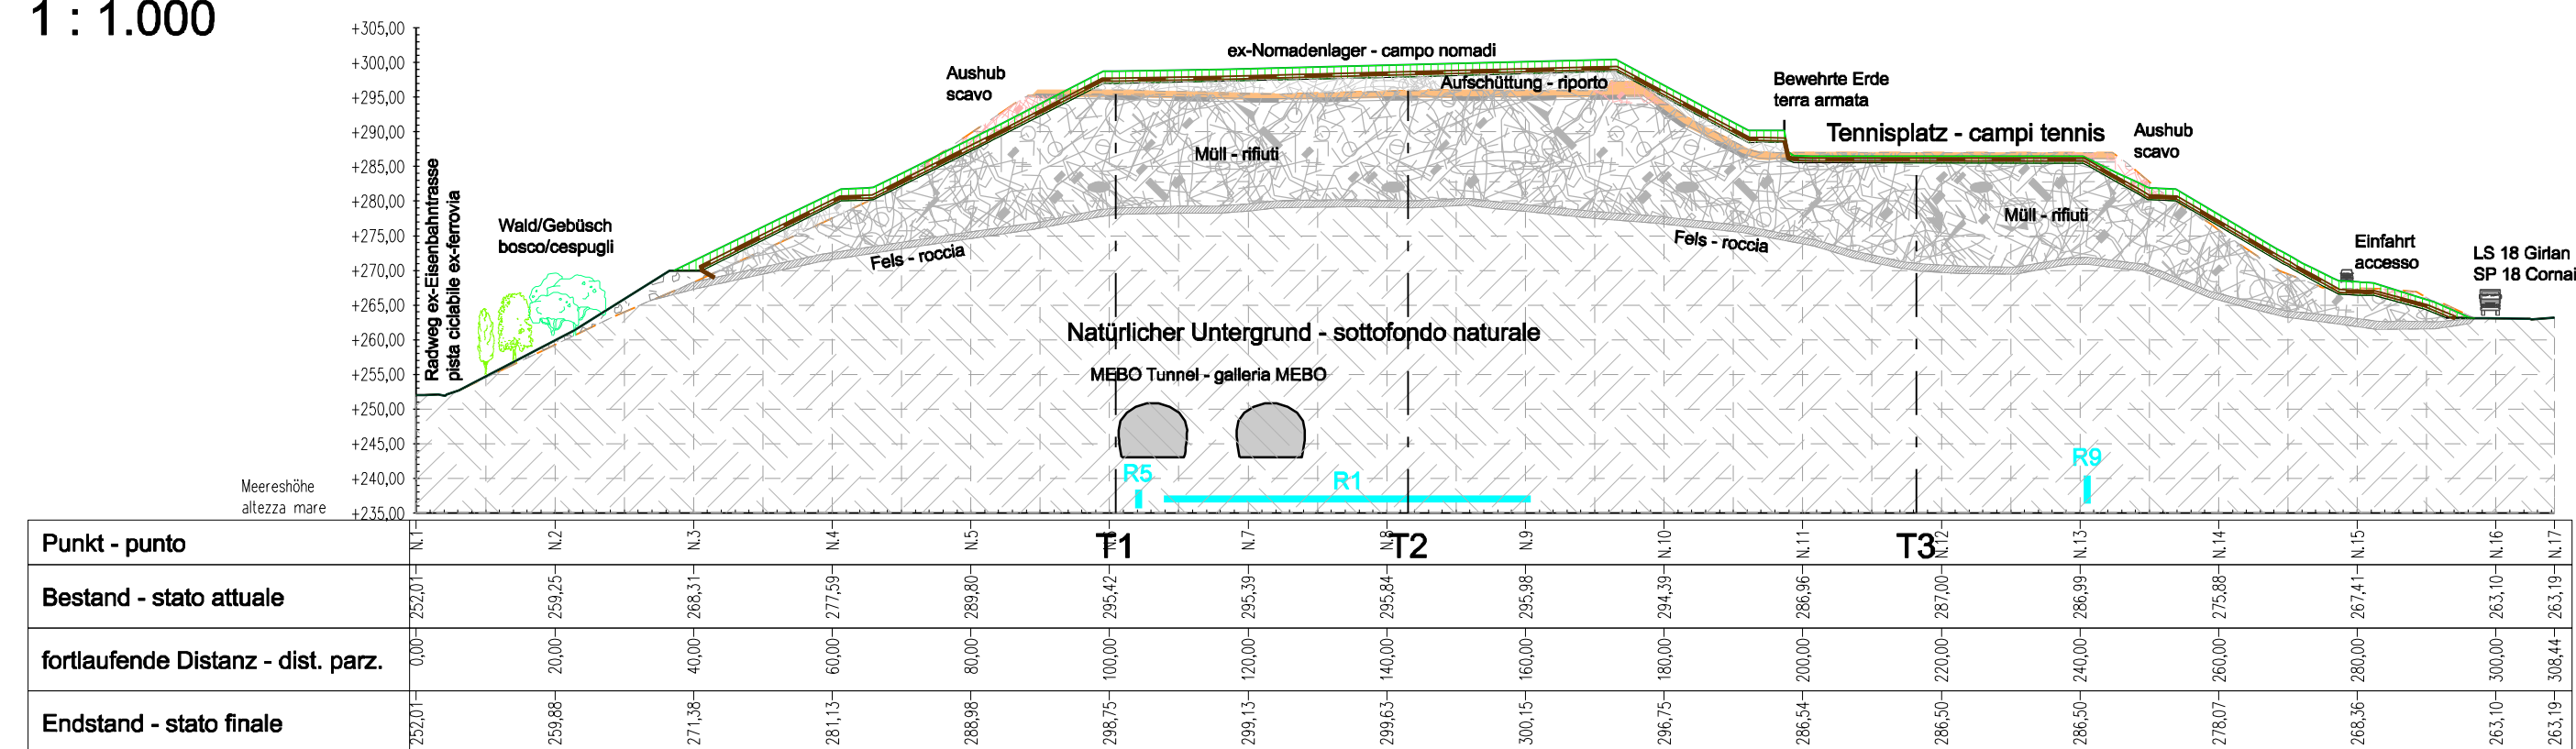 1 : 1.000
+305,00
+300,00
+295,00
+290,00
+285,00
+280,00
+275,00
+270,00
+265,00
+260,00
+255,00
+250,00
+245,00
+240,00
+235,00
Meereshöhe
altezza mare
Radweg ex-Eisenbahntrasse
pista ciclabile ex-ferrovia
Wald/Gebüsch
bosco/cespugli
Aushub
scavo
ex-Nomadenlager - campo nomadi
Aufschüttung - riporto
Bewehrte Erde
terra armata
Tennisplatz - campi tennis
Aushub
scavo
Müll - rifiuti
Müll - rifiuti
Fels - roccia
Fels - roccia
Einfahrt
accesso
LS 18 Girlan
SP 18 Cornai
Natürlicher Untergrund - sottofondo naturale
MEBO Tunnel - galleria MEBO
R5
R1
R9
T1
T2
T3
Punkt - punto N.1 N.2 N.3 N.4 N.5 N.6 N.7 N.8 N.9 N.10 N.11 N.12 N.13 N.14 N.15 N.16 N.17
Bestand - stato attuale 252,01 259,25 268,31 277,59 289,80 295,42 295,39 295,84 295,98 294,39 286,96 287,00 286,99 275,88 267,41 263,10 263,19
fortlaufende Distanz - dist. parz. 0,00 20,00 40,00 60,00 80,00 100,00 120,00 140,00 160,00 180,00 200,00 220,00 240,00 260,00 280,00 300,00 308,44
Endstand - stato finale 252,01 259,88 271,38 281,13 288,98 298,75 299,13 299,63 300,15 296,75 286,54 286,50 286,50 278,07 268,36 263,10 263,19